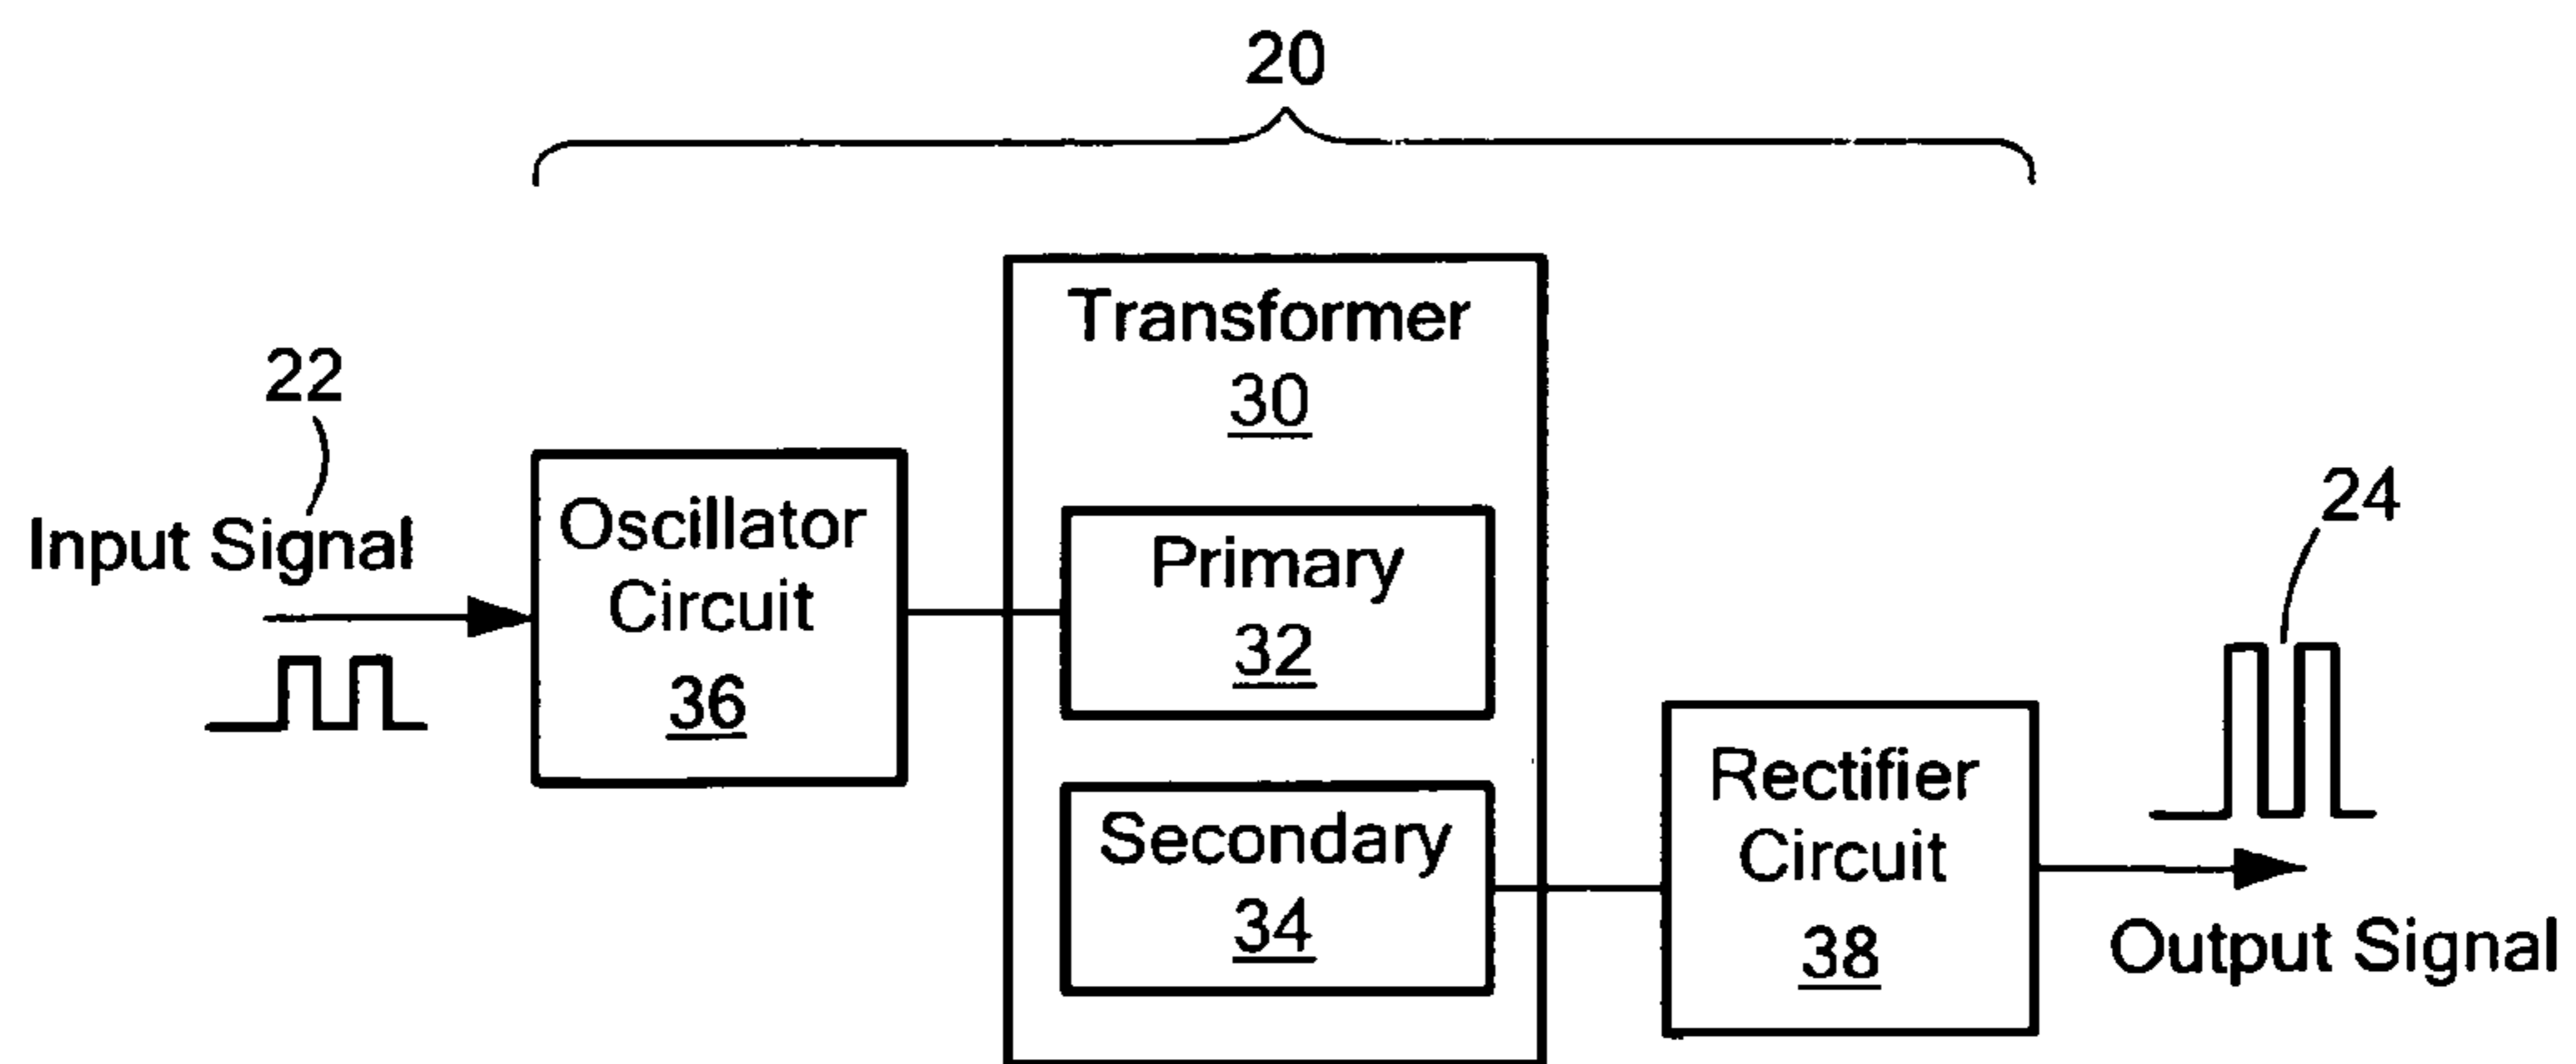 20
Transformer
30
22
Input Signal
Oscillator
Circuit
36
Primary
32
24
Secondary
34
Rectifier
Circuit
38
Output Signal